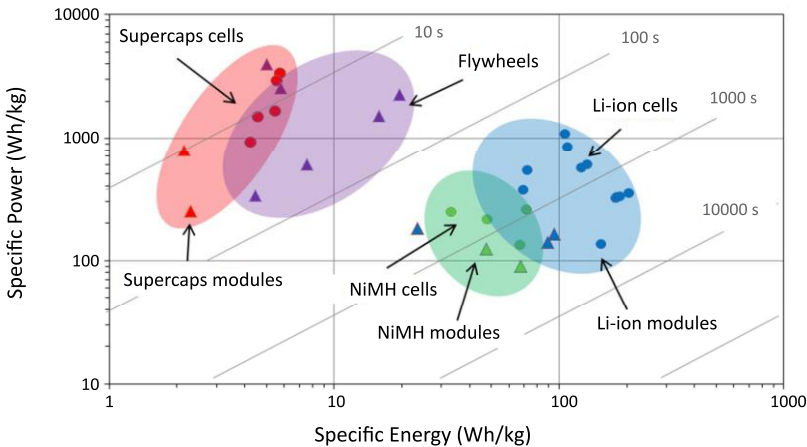 10000
Supercaps cells
10 s
100 s
Flywheels
Li-ion cells
1000 s
1000
Specific Power (Wh/kg)
10000 s
100
Supercaps modules
NiMH cells
NiMH modules
Li-ion modules
10
1
10
100
1000
Specific Energy (Wh/kg)